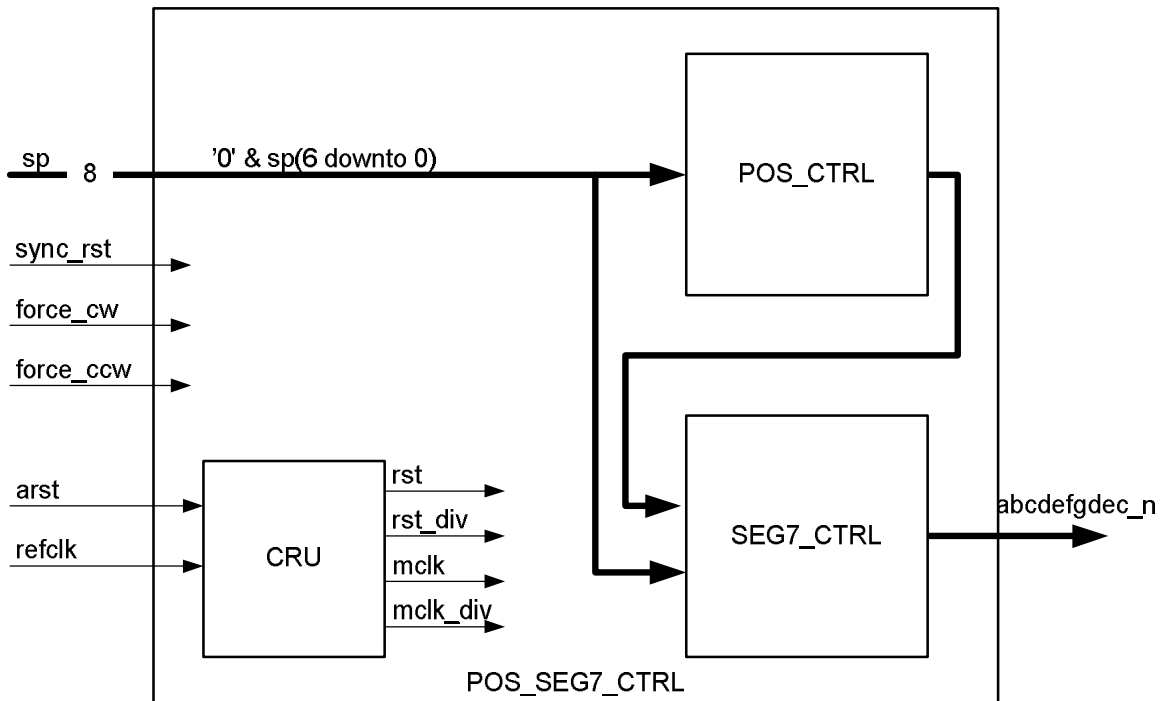 sp
8
'0' & sp(6 downto 0)
POS_CTRL
sync_rst
force_cw
force_ccw
arst
refclk
CRU
rst
rst_div
mclk
mclk_div
SEG7_CTRL
abcdefgdec_n
POS_SEG7_CTRL